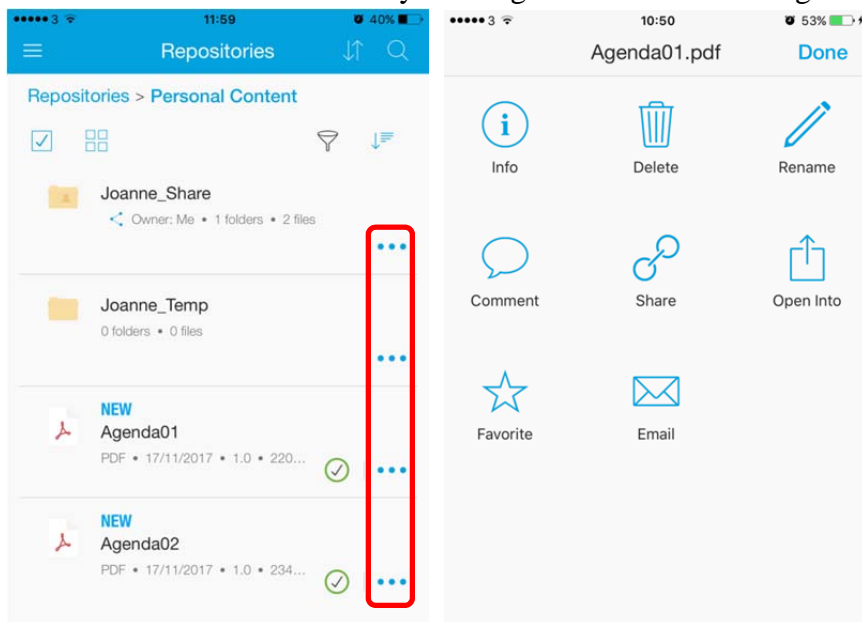 3 11:59 40%
Repositories
Repositories > Personal Content
Joanne_Share
Owner: Me • 1 folders • 2 files
•••
Joanne_Temp
0 folders • 0 files
•••
NEW
Agenda01
PDF • 17/11/2017 • 1.0 • 220...
•••
NEW
Agenda02
PDF • 17/11/2017 • 1.0 • 234...
•••
3 10:50 53%
Agenda01.pdf Done
Info Delete Rename
Comment Share Open Into
Favorite Email